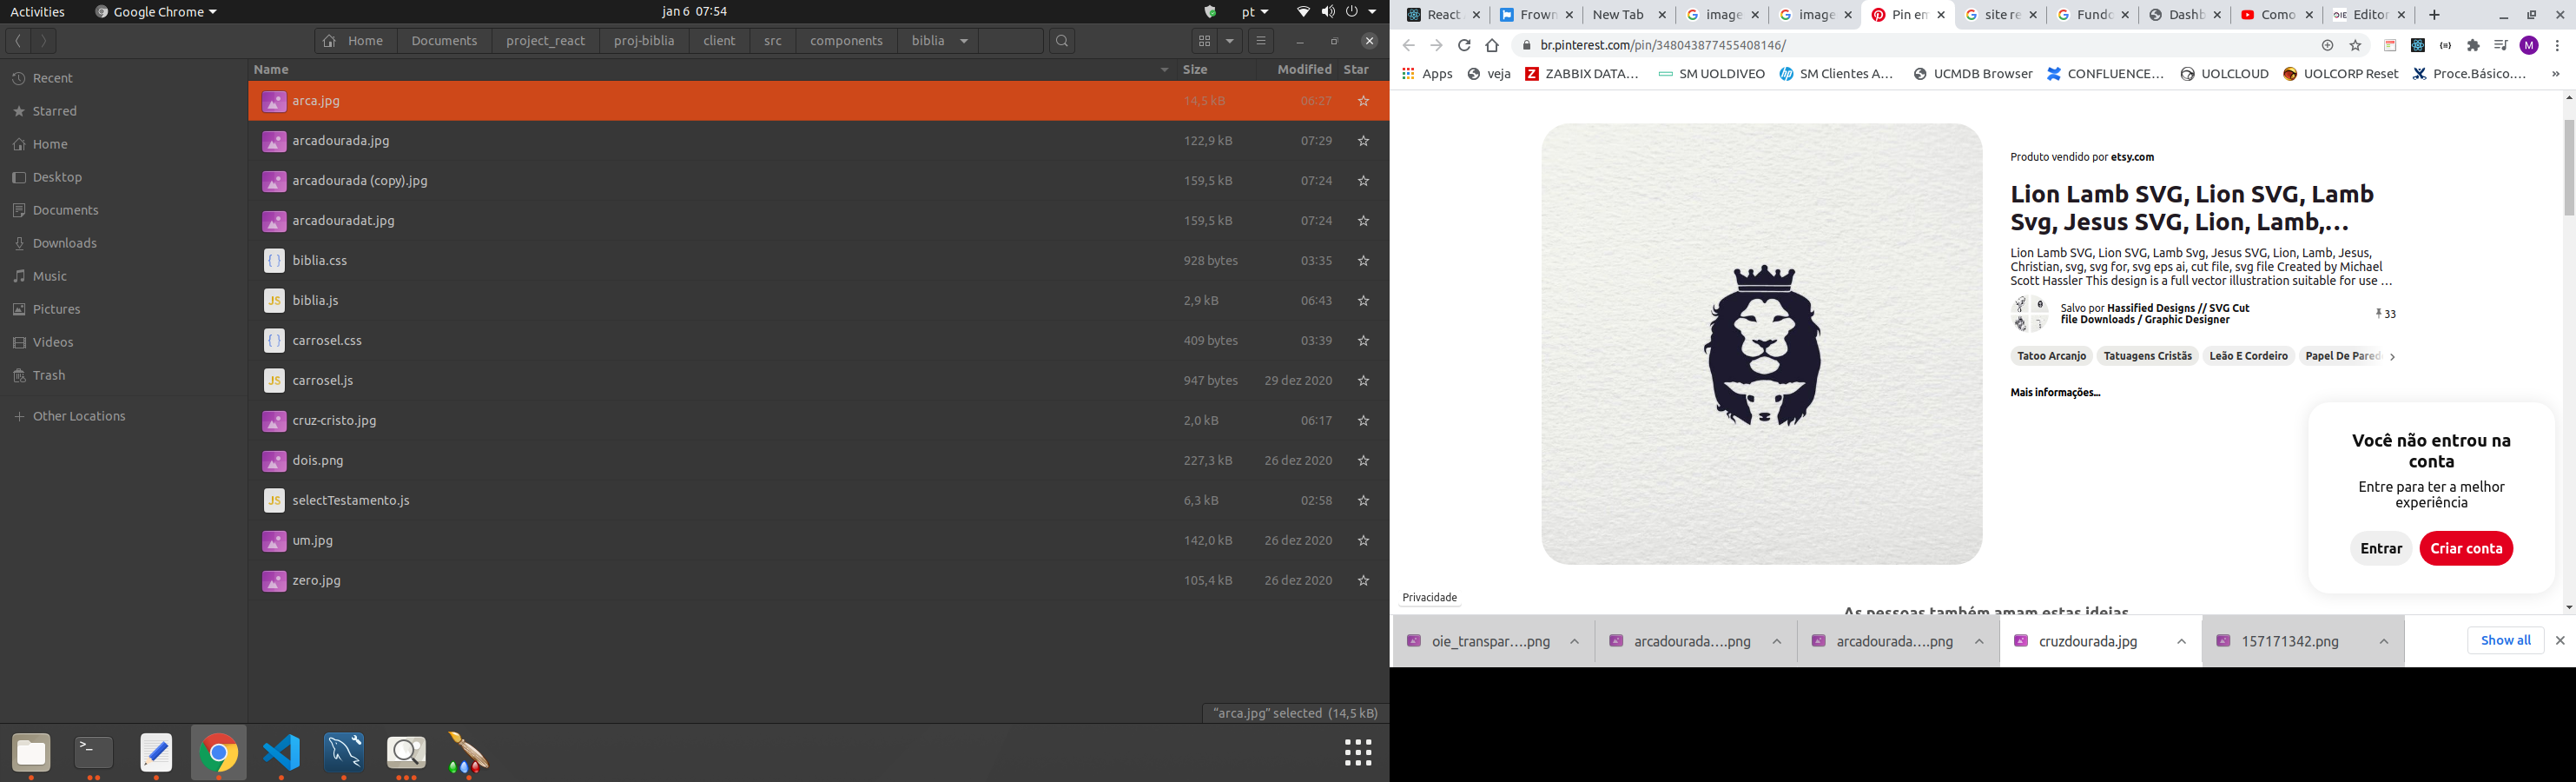 Activities
Google Chrome
jan 6 07:54
pt
Home
Documents
project_react
proj-biblia
client
src
components
biblia
Recent
Starred
Home
Desktop
Documents
Downloads
Music
Pictures
Videos
Trash
Other Locations
Name Size Modified Star
arca.jpg 14,5 kB 06:27
arcadourada.jpg 122,9 kB 07:29
arcadourada (copy).jpg 159,5 kB 07:24
arcadouradat.jpg 159,5 kB 07:24
biblia.css 928 bytes 03:35
biblia.js 2,9 kB 06:43
carrosel.css 409 bytes 03:39
carrosel.js 947 bytes 29 dez 2020
cruz-cristo.jpg 2,0 kB 06:17
dois.png 227,3 kB 26 dez 2020
selectTestamento.js 6,3 kB 02:58
um.jpg 142,0 kB 26 dez 2020
zero.jpg 105,4 kB 26 dez 2020
"arca.jpg" selected (14,5 kB)
React
Frown
New Tab
image
image
Pin em
site re
Fundo
Dashb
Como
Editor
br.pinterest.com/pin/348043877455408146/
M
Apps
veja
ZABBIX DATA...
SM UOLDIVEO
SM Clientes A...
UCMDB Browser
CONFLUENCE...
UOLCLOUD
UOLCORP Reset
Proce.Básico....
»
Produto vendido por etsy.com
Lion Lamb SVG, Lion SVG, Lamb
Svg, Jesus SVG, Lion, Lamb,...
Lion Lamb SVG, Lion SVG, Lamb Svg, Jesus SVG, Lion, Lamb, Jesus,
Christian, svg, svg for, svg eps ai, cut file, svg file Created by Michael
Scott Hassler This design is a full vector illustration suitable for use ...
Salvo por Hassified Designs // SVG Cut
file Downloads / Graphic Designer
33
Tatoo Arcanjo
Tatuagens Cristãs
Leão E Cordeiro
Papel De Pared
Mais informações...
Você não entrou na
conta
Entre para ter a melhor
experiência
Entrar
Criar conta
Privacidade
As pessoas também amam estas ideias
oie_transpar....png
arcadourada....png
arcadourada....png
cruzdourada.jpg
157171342.png
Show all